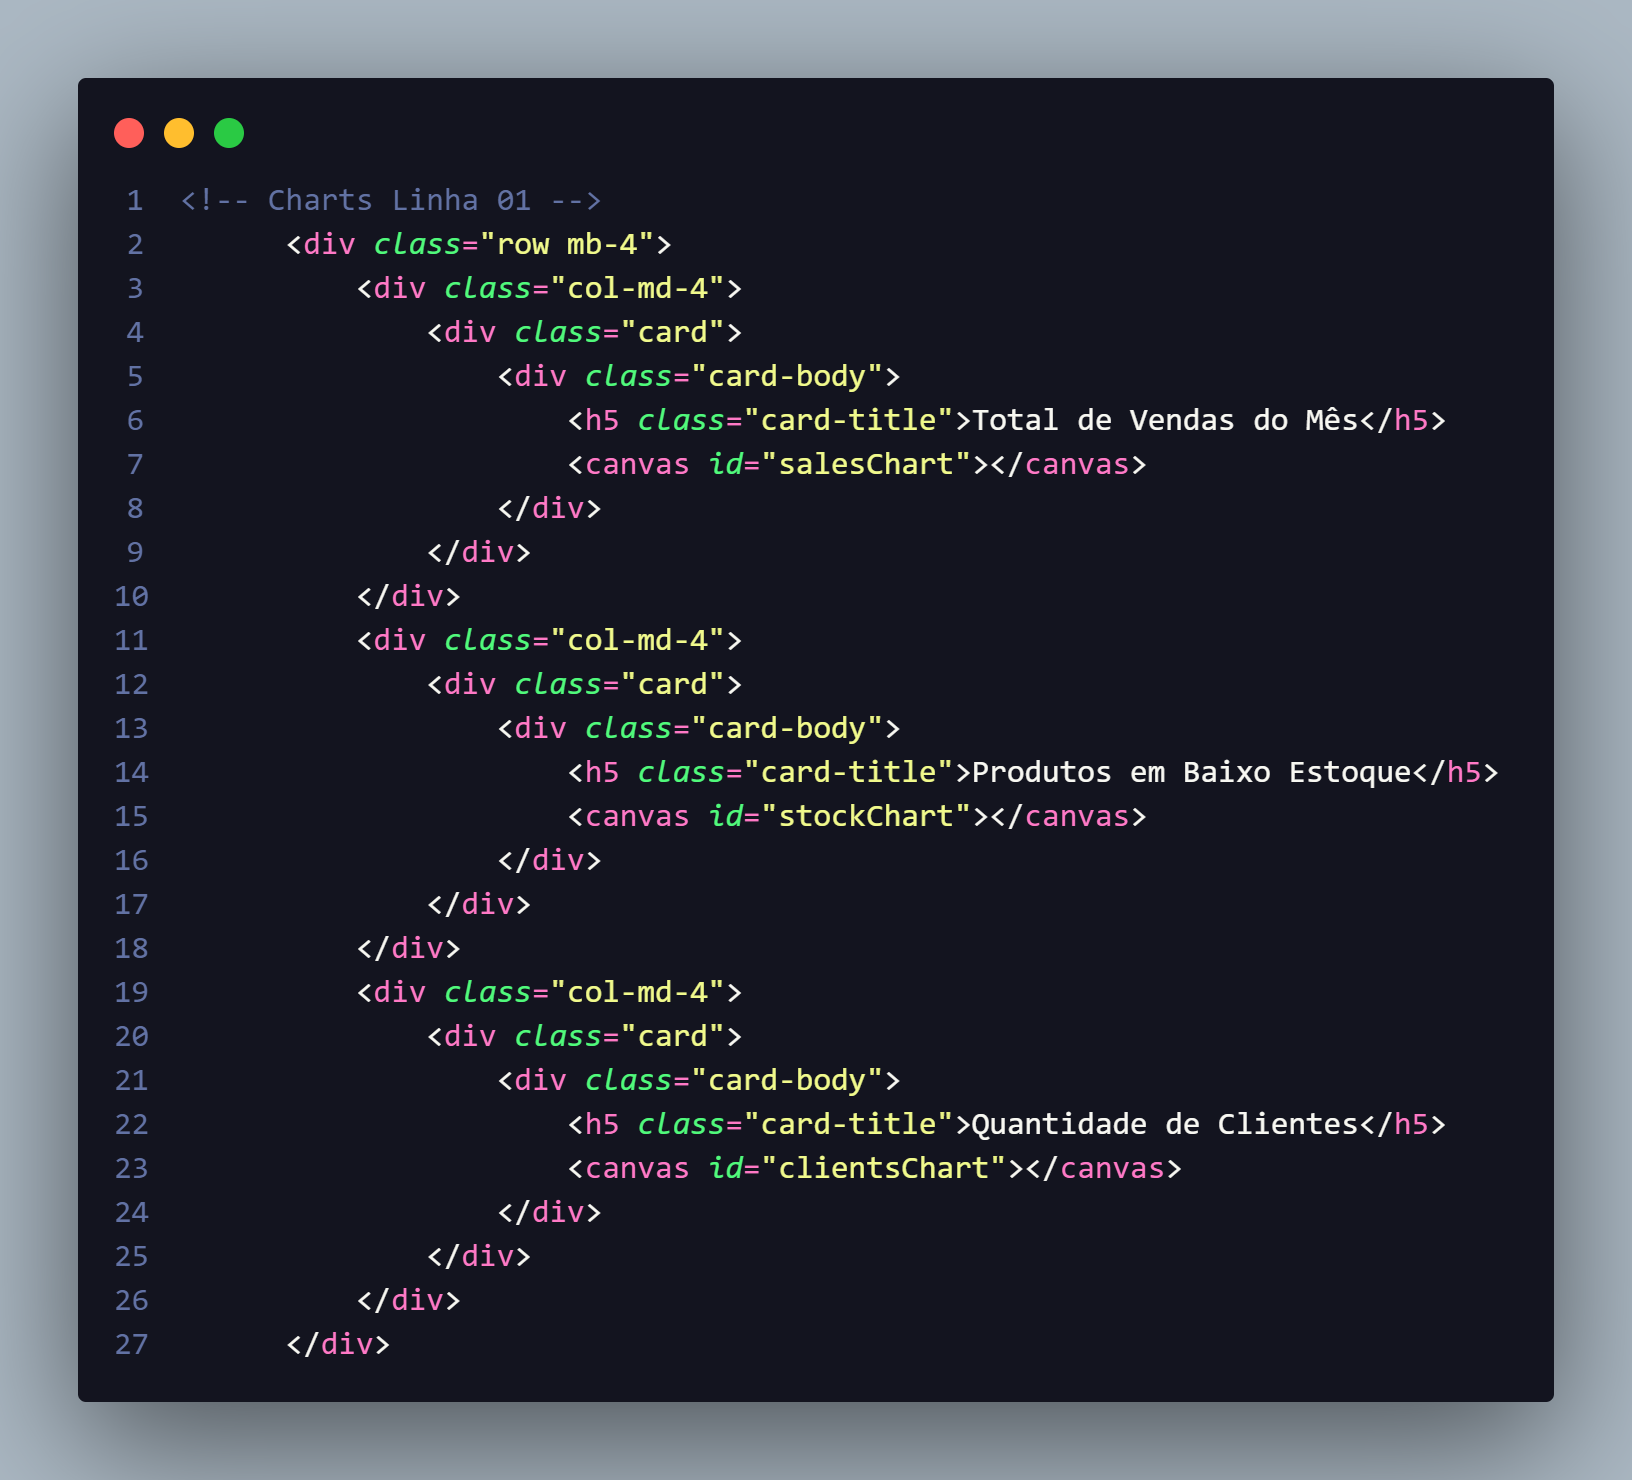 1 <!-- Charts Linha 01 -->
2 <div class="row mb-4">
3 <div class="col-md-4">
4 <div class="card">
5 <div class="card-body">
6 <h5 class="card-title">Total de Vendas do Mês</h5>
7 <canvas id="salesChart"></canvas>
8 </div>
9 </div>
10 </div>
11 <div class="col-md-4">
12 <div class="card">
13 <div class="card-body">
14 <h5 class="card-title">Produtos em Baixo Estoque</h5>
15 <canvas id="stockChart"></canvas>
16 </div>
17 </div>
18 </div>
19 <div class="col-md-4">
20 <div class="card">
21 <div class="card-body">
22 <h5 class="card-title">Quantidade de Clientes</h5>
23 <canvas id="clientsChart"></canvas>
24 </div>
25 </div>
26 </div>
27 </div>